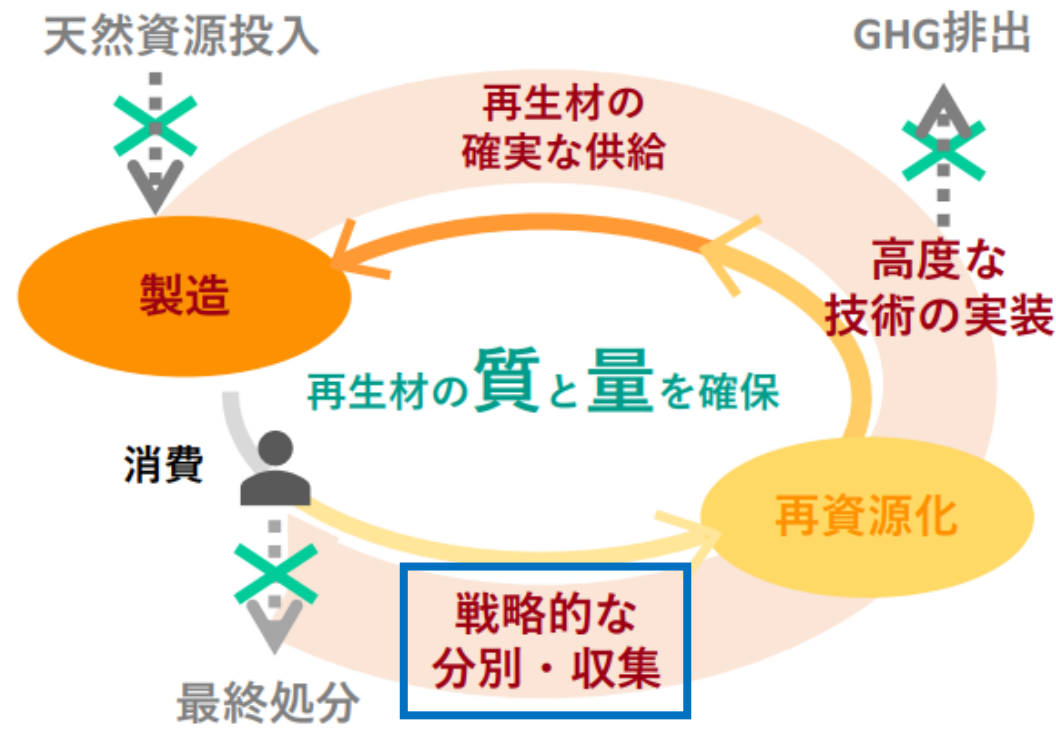 天然資源投入
GHG排出
再生材の
確実な供給
高度な
技術の実装
製造
再生材の質と量を確保
消費
再資源化
戦略的な
分別・収集
最終処分